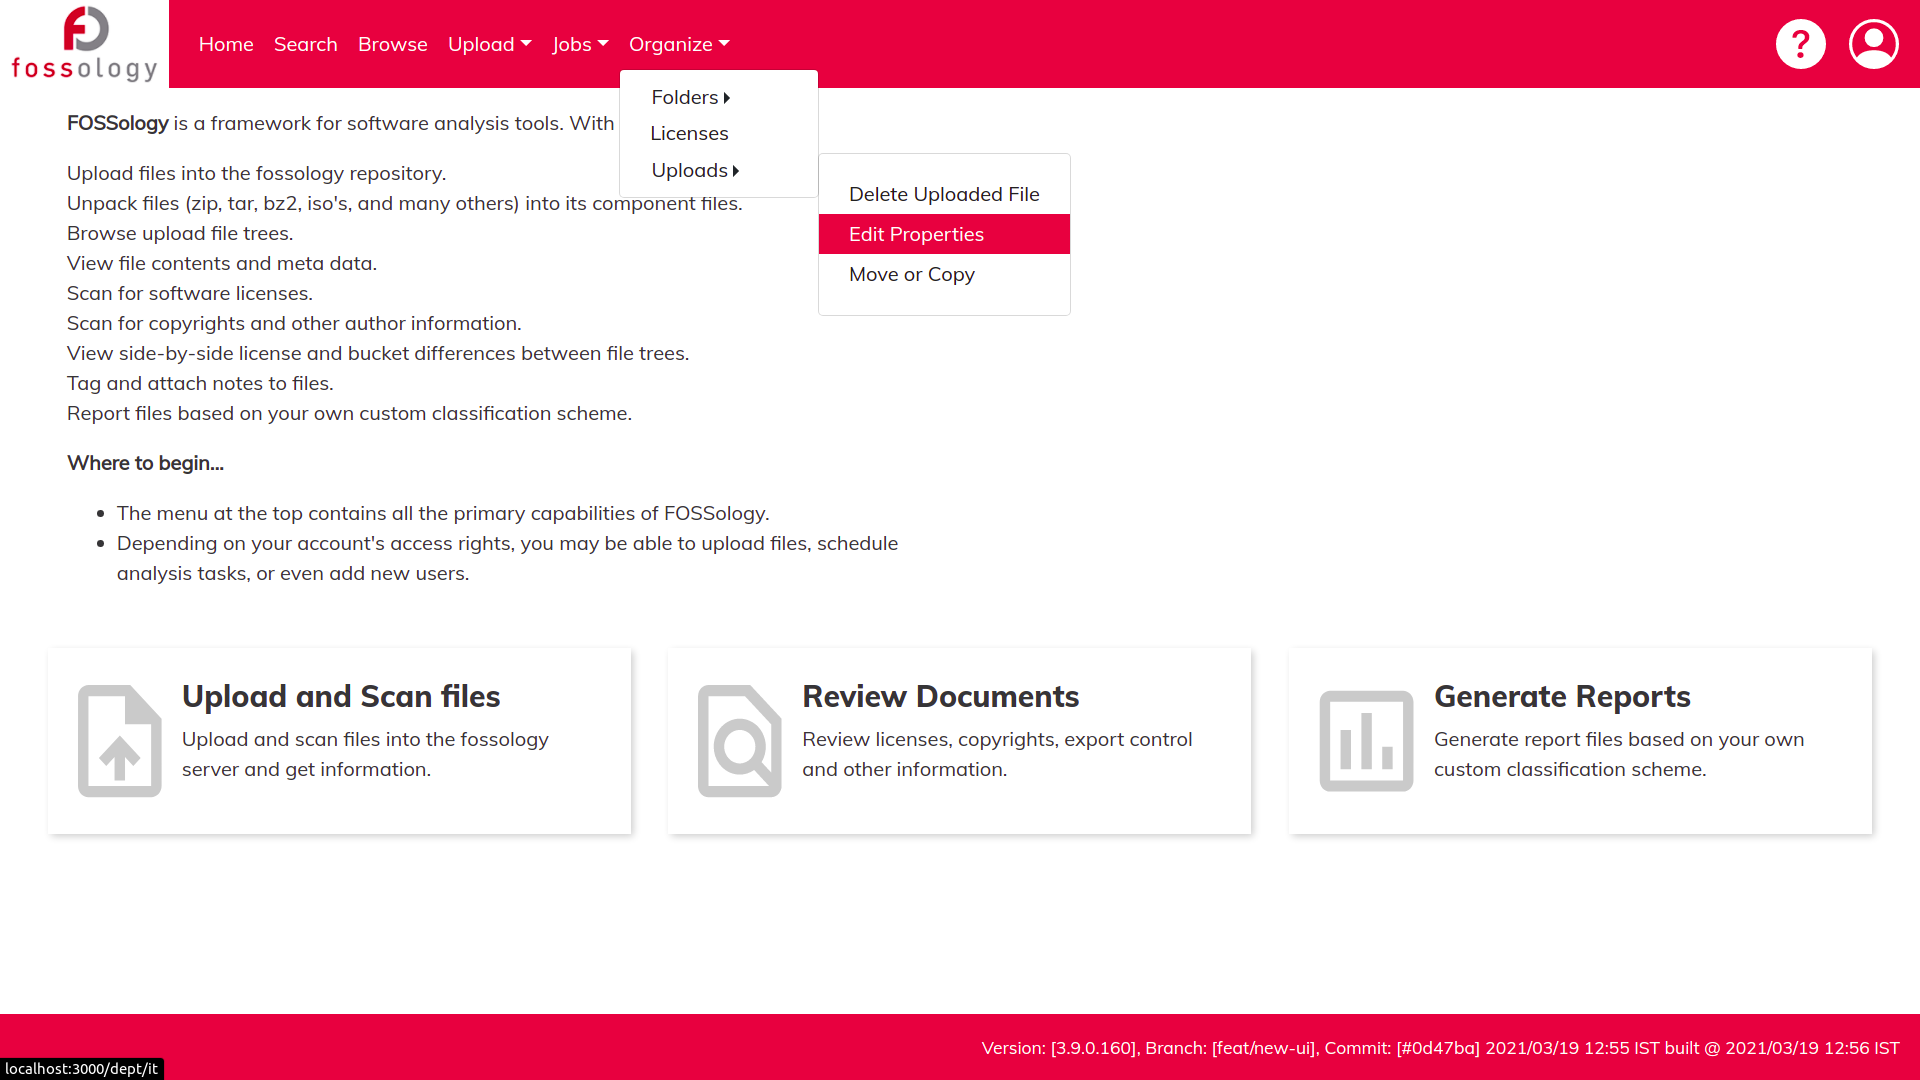 fossology
Home Search Browse Upload Jobs Organize
?
Folders
Licenses
Uploads
Delete Uploaded File
Edit Properties
Move or Copy
FOSSology is a framework for software analysis tools. With
Upload files into the fossology repository.
Unpack files (zip, tar, bz2, iso's, and many others) into its component files.
Browse upload file trees.
View file contents and meta data.
Scan for software licenses.
Scan for copyrights and other author information.
View side-by-side license and bucket differences between file trees.
Tag and attach notes to files.
Report files based on your own custom classification scheme.
Where to begin...
The menu at the top contains all the primary capabilities of FOSSology.
Depending on your account's access rights, you may be able to upload files, schedule
analysis tasks, or even add new users.
Upload and Scan files
Upload and scan files into the fossology
server and get information.
Review Documents
Review licenses, copyrights, export control
and other information.
Generate Reports
Generate report files based on your own
custom classification scheme.
Version: [3.9.0.160], Branch: [feat/new-ui], Commit: [#0d47ba] 2021/03/19 12:55 IST built @ 2021/03/19 12:56 IST
localhost:3000/dept/it